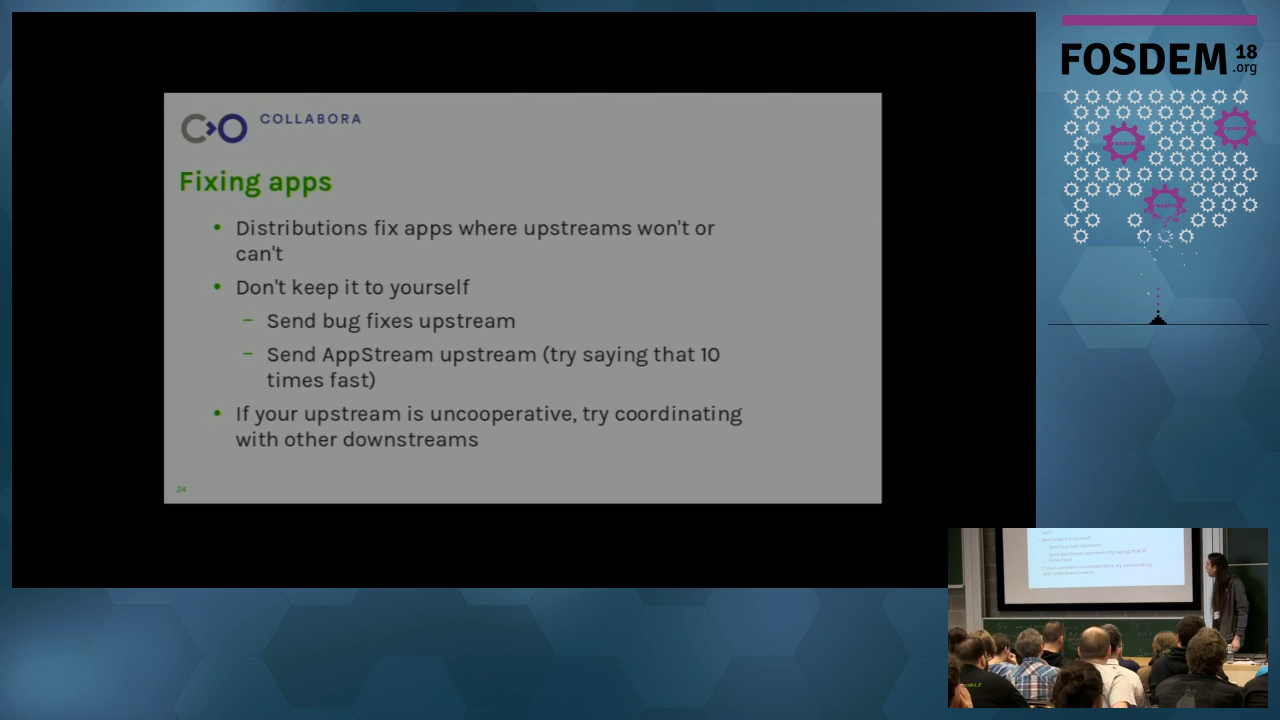 FOSDEM 18
.org
COLLABORA
Fixing apps
• Distributions fix apps where upstreams won't or
can't
• Don't keep it to yourself
– Send bug fixes upstream
– Send AppStream upstream (try saying that 10
times fast)
• If your upstream is uncooperative, try coordinating
with other downstreams
24